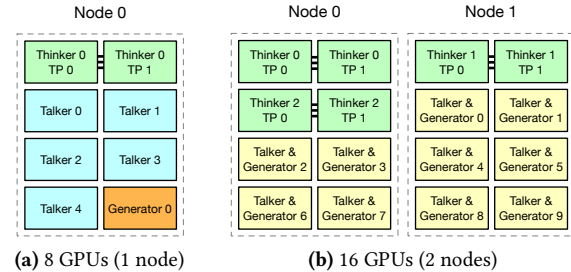 Node 0
Thinker 0
TP 0
Thinker 0
TP 1
Talker 0
Talker 1
Talker 2
Talker 3
Talker 4
Generator 0
(a) 8 GPUs (1 node)
Node 0
Node 1
Thinker 0
TP 0
Thinker 0
TP 1
Thinker 1
TP 0
Thinker 1
TP 1
Thinker 2
TP 0
Thinker 2
TP 1
Talker &
Generator 0
Talker &
Generator 1
Talker &
Generator 2
Talker &
Generator 3
Talker &
Generator 4
Talker &
Generator 5
Talker &
Generator 6
Talker &
Generator 7
Talker &
Generator 8
Talker &
Generator 9
(b) 16 GPUs (2 nodes)